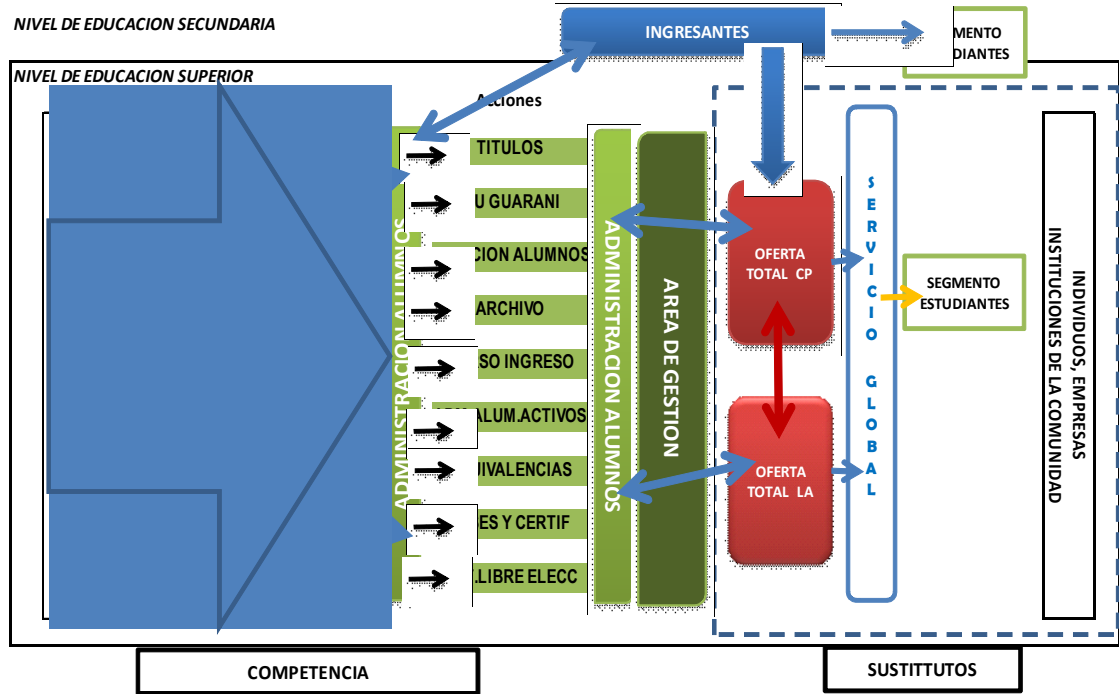 NIVEL DE EDUCACION SECUNDARIA
INGRESANTES
MENTO
DIANTES
NIVEL DE EDUCACION SUPERIOR
Acciones
ADMINISTRACION ALUMNOS
TITULOS
U GUARANI
CION ALUMNOS
ARCHIVO
SO INGRESO
ALUM.ACTIVOS
IVALENCIAS
ES Y CERTIF
.LIBRE ELECC
ADMINISTRACION ALUMNOS
AREA DE GESTION
OFERTA
TOTAL CP
OFERTA
TOTAL LA
SERVICIO GLOBAL
SEGMENTO
ESTUDIANTES
INDIVIDUOS, EMPRESAS
INSTITUCIONES DE LA COMUNIDAD
COMPETENCIA
SUSTITTUTOS